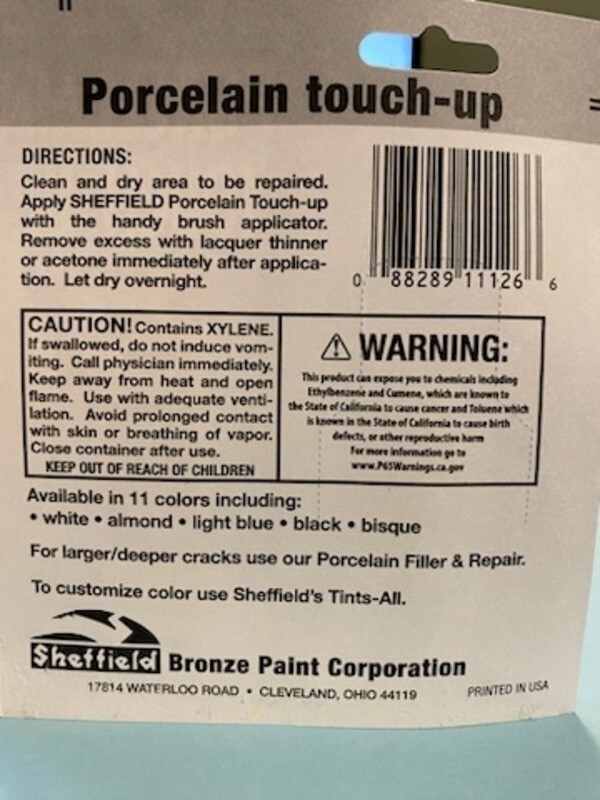 Porcelain touch-up
DIRECTIONS:
Clean and dry area to be repaired.
Apply SHEFFIELD Porcelain Touch-up
with the handy brush applicator.
Remove excess with lacquer thinner
or acetone immediately after applica-
tion. Let dry overnight.
0 88289 11126 6
CAUTION! Contains XYLENE.
If swallowed, do not induce vom-
iting. Call physician immediately.
Keep away from heat and open
flame. Use with adequate venti-
lation. Avoid prolonged contact
with skin or breathing of vapor.
Close container after use.
KEEP OUT OF REACH OF CHILDREN
⚠ WARNING:
This product can expose you to chemicals including
Ethylbenzene and Cumene, which are known to
the State of California to cause cancer and Toluene which
is known in the State of California to cause birth
defects, or other reproductive harm
For more information go to
www.P65Warnings.ca.gov
Available in 11 colors including:
• white • almond • light blue • black • bisque
For larger/deeper cracks use our Porcelain Filler & Repair.
To customize color use Sheffield's Tints-All.
Sheffield Bronze Paint Corporation
17814 WATERLOO ROAD • CLEVELAND, OHIO 44119
PRINTED IN USA